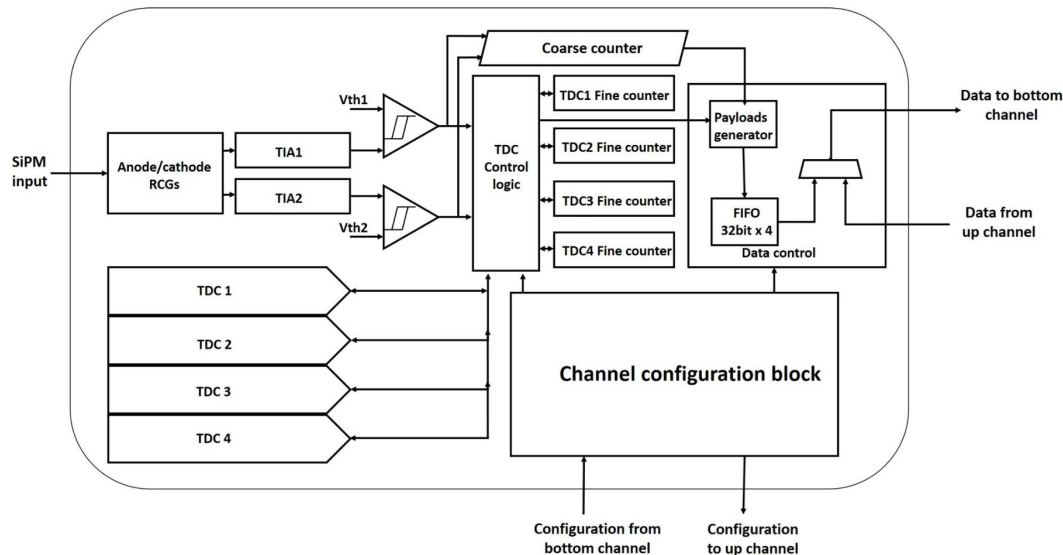 Coarse counter
Vth1
TDC1 Fine counter
Data to bottom
channel
Payloads
generator
SiPM
input
Anode/cathode
RCGs
TIA1
TIA2
TDC
Control
logic
TDC2 Fine counter
TDC3 Fine counter
TDC4 Fine counter
Vth2
FIFO
32bit x 4
Data control
Data from
up channel
TDC 1
TDC 2
TDC 3
TDC 4
Channel configuration block
Configuration from
bottom channel
Configuration
to up channel